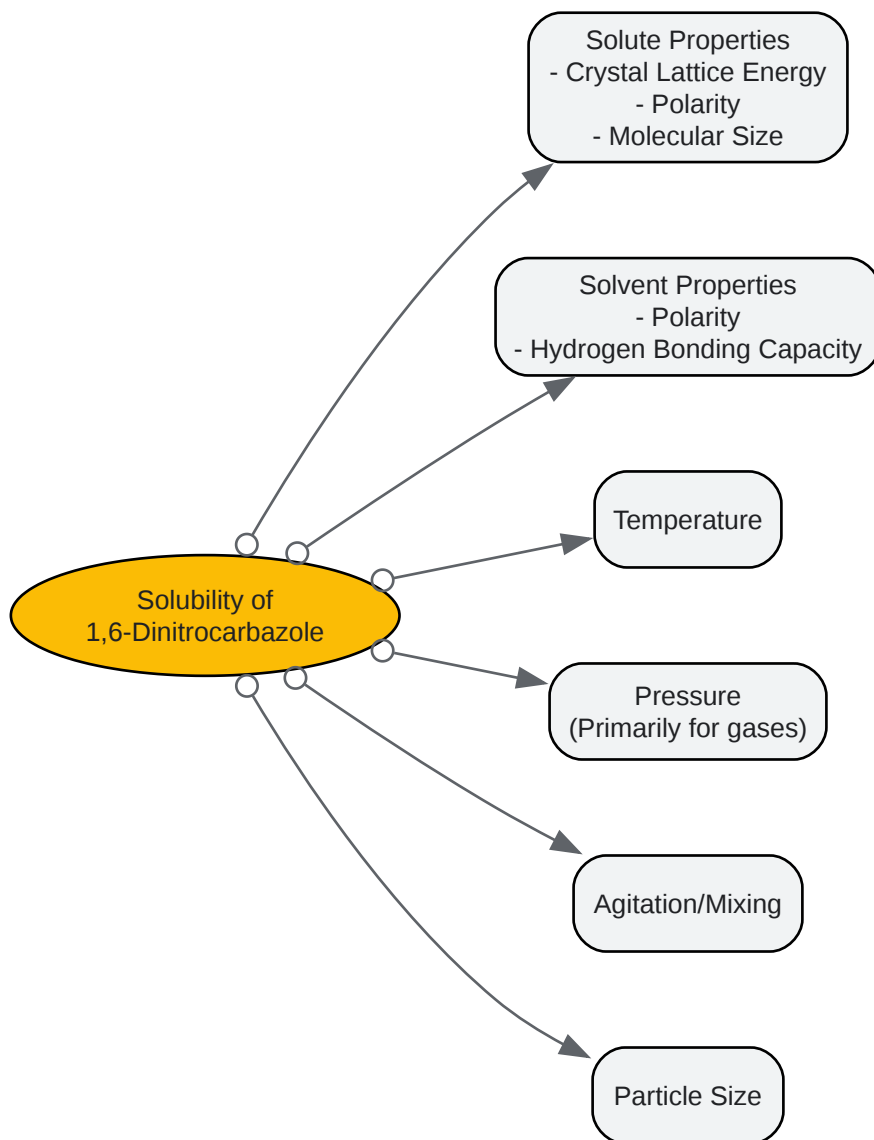 Solute Properties
- Crystal Lattice Energy
- Polarity
- Molecular Size
Solvent Properties
- Polarity
- Hydrogen Bonding Capacity
Temperature
Solubility of
1,6-Dinitrocarbazole
Pressure
(Primarily for gases)
Agitation/Mixing
Particle Size